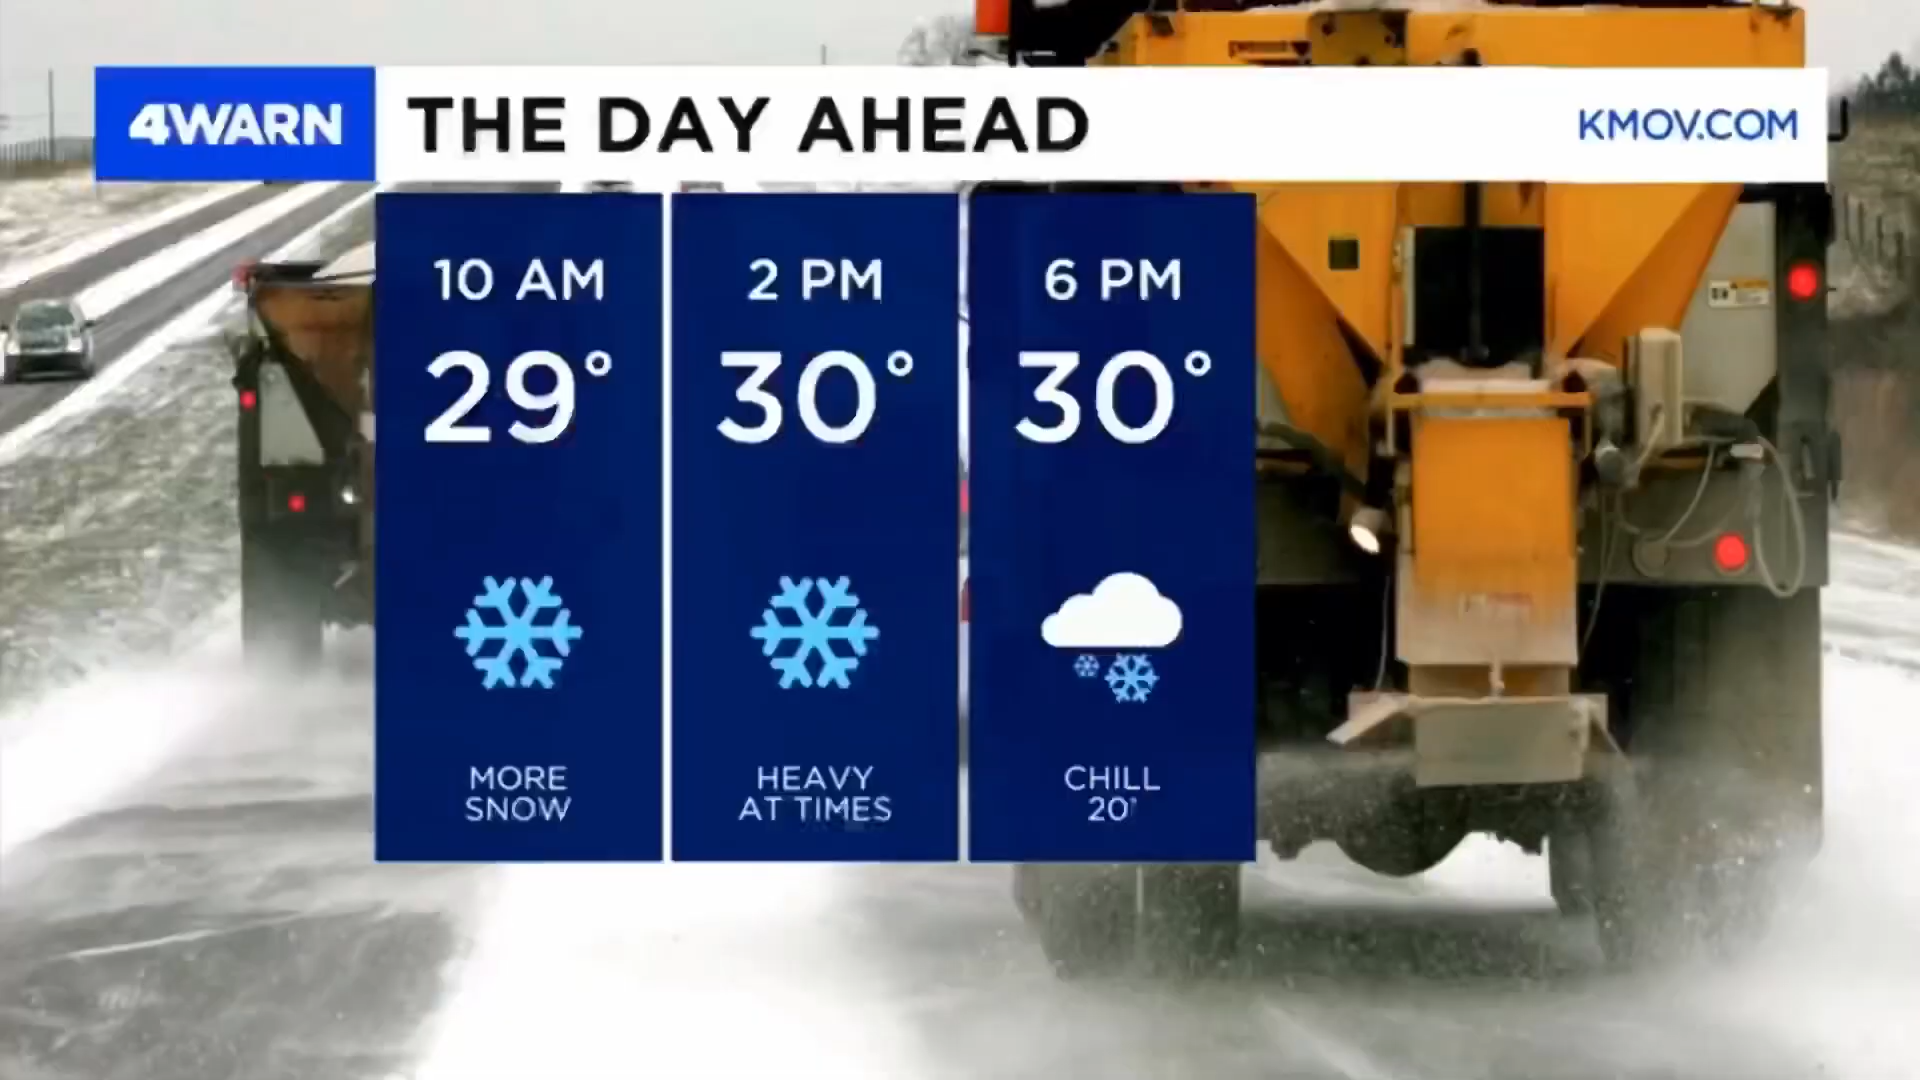 4WARN
THE DAY AHEAD
KMOV.COM
10 AM
29°
MORE
SNOW
2 PM
30°
HEAVY
AT TIMES
6 PM
30°
CHILL
20°